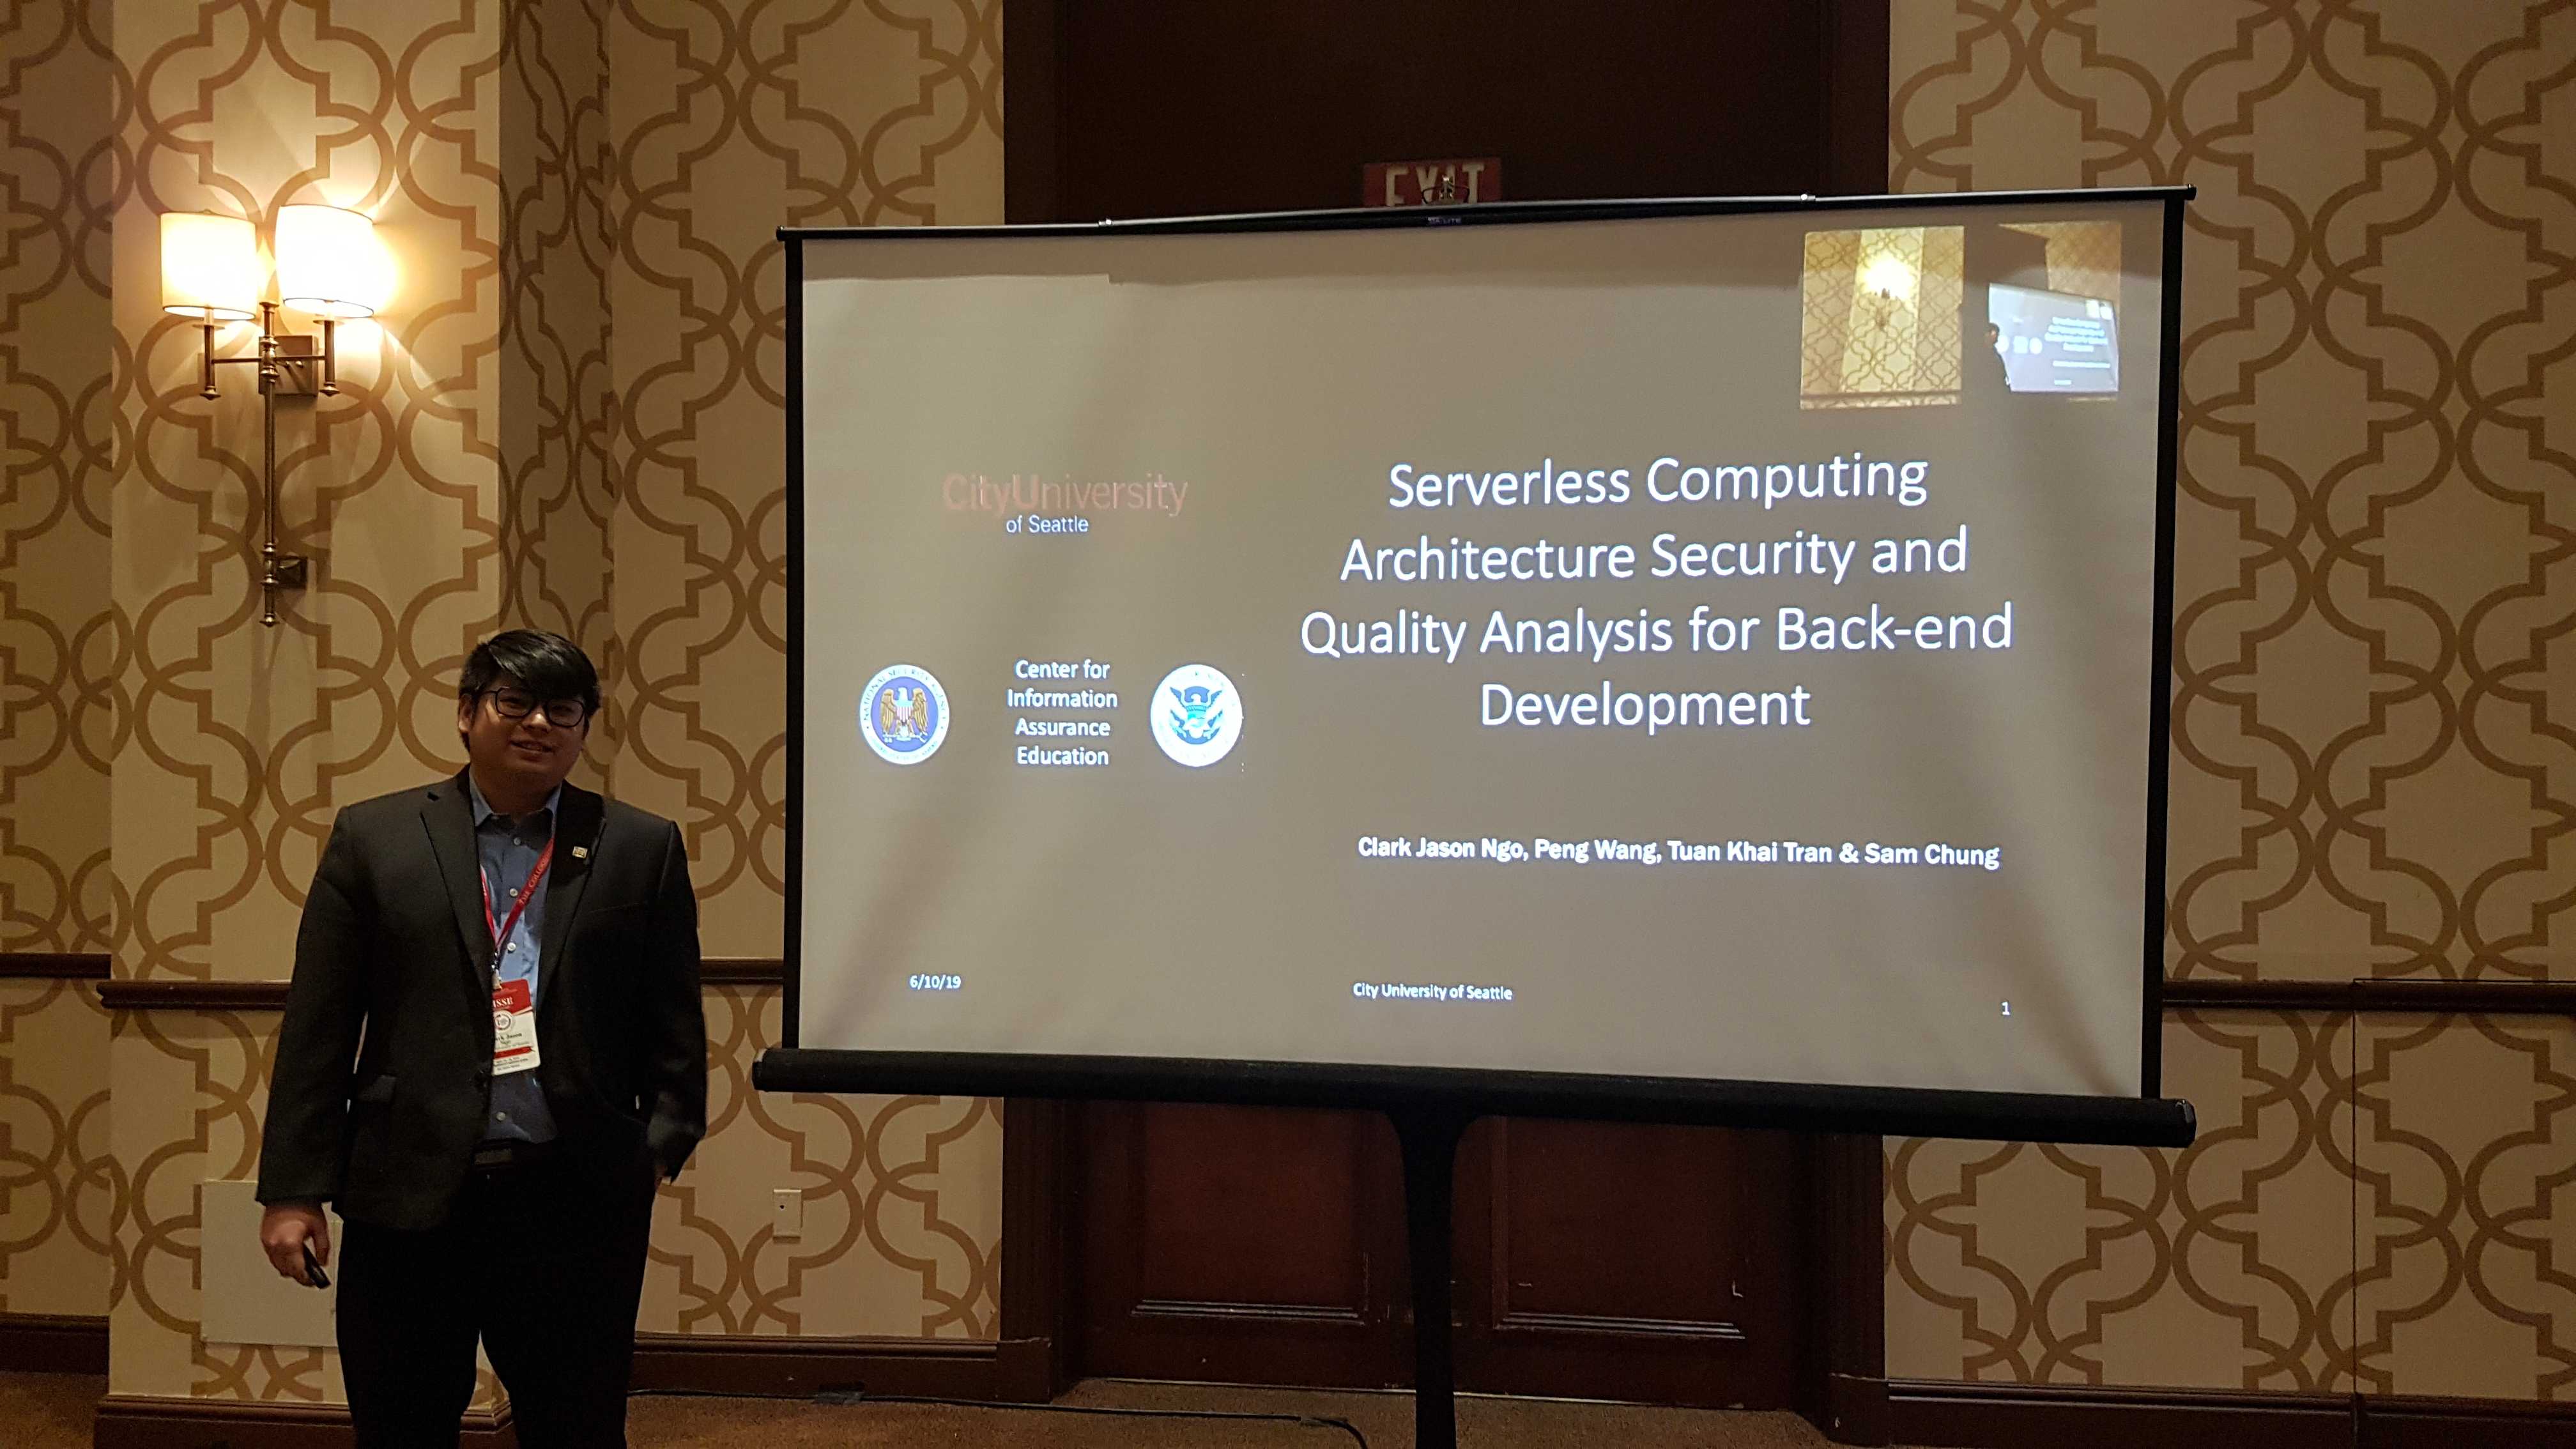 EXIT
DA-LITE
CityUniversity
of Seattle
Center for
Information
Assurance
Education
Serverless Computing
Architecture Security and
Quality Analysis for Back-end
Development
Clark Jason Ngo, Peng Wang, Tuan Khai Tran & Sam Chung
6/10/19
City University of Seattle
1